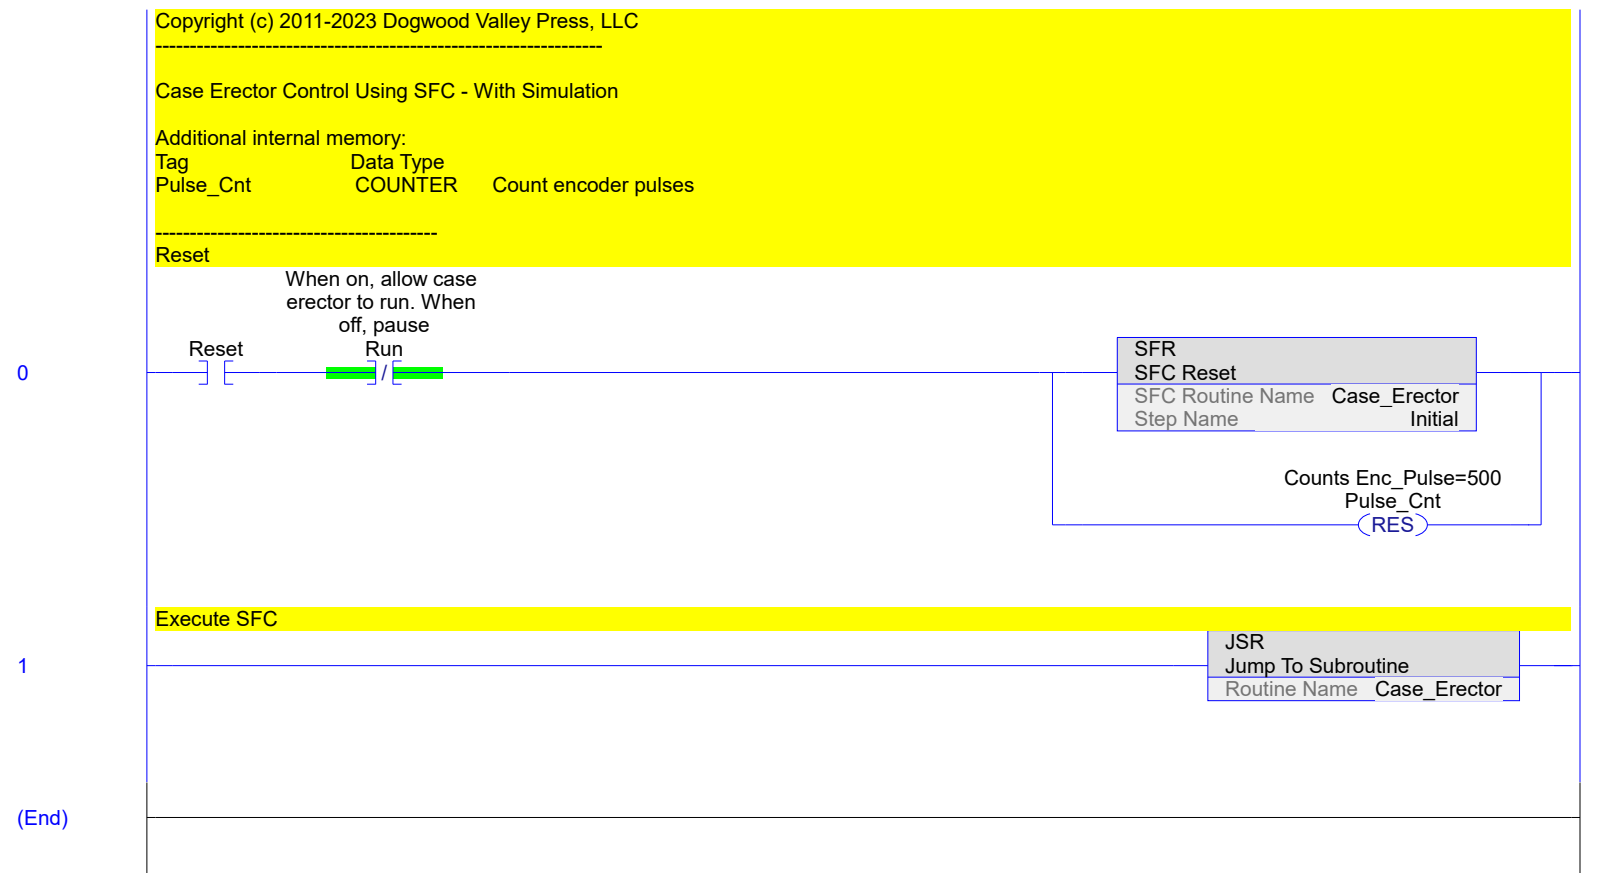 Copyright (c) 2011-2023 Dogwood Valley Press, LLC
-----------------------------------------------------------------
Case Erector Control Using SFC - With Simulation
Additional internal memory:
Tag Data Type
Pulse_Cnt COUNTER Count encoder pulses
-----------------------------------------
Reset
When on, allow case
erector to run. When
off, pause
Reset Run
0
/
SFR
SFC Reset
SFC Routine Name Case_Erector
Step Name Initial
Counts Enc_Pulse=500
Pulse_Cnt
RES
Execute SFC
1
JSR
Jump To Subroutine
Routine Name Case_Erector
(End)